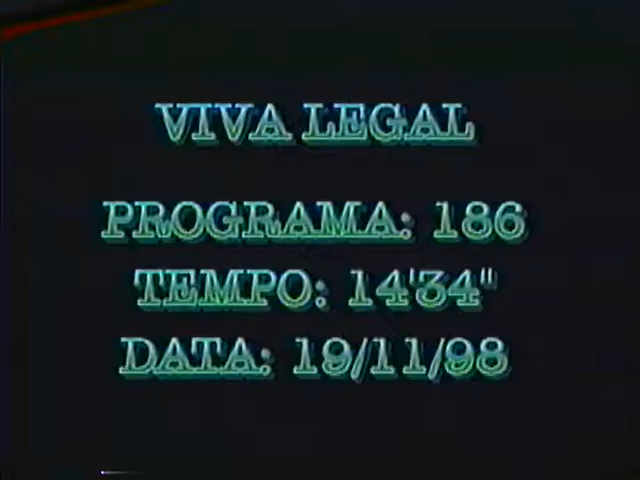 VIVA LEGAL
PROGRAMA: 186
TEMPO: 14'34"
DATA: 19/11/98